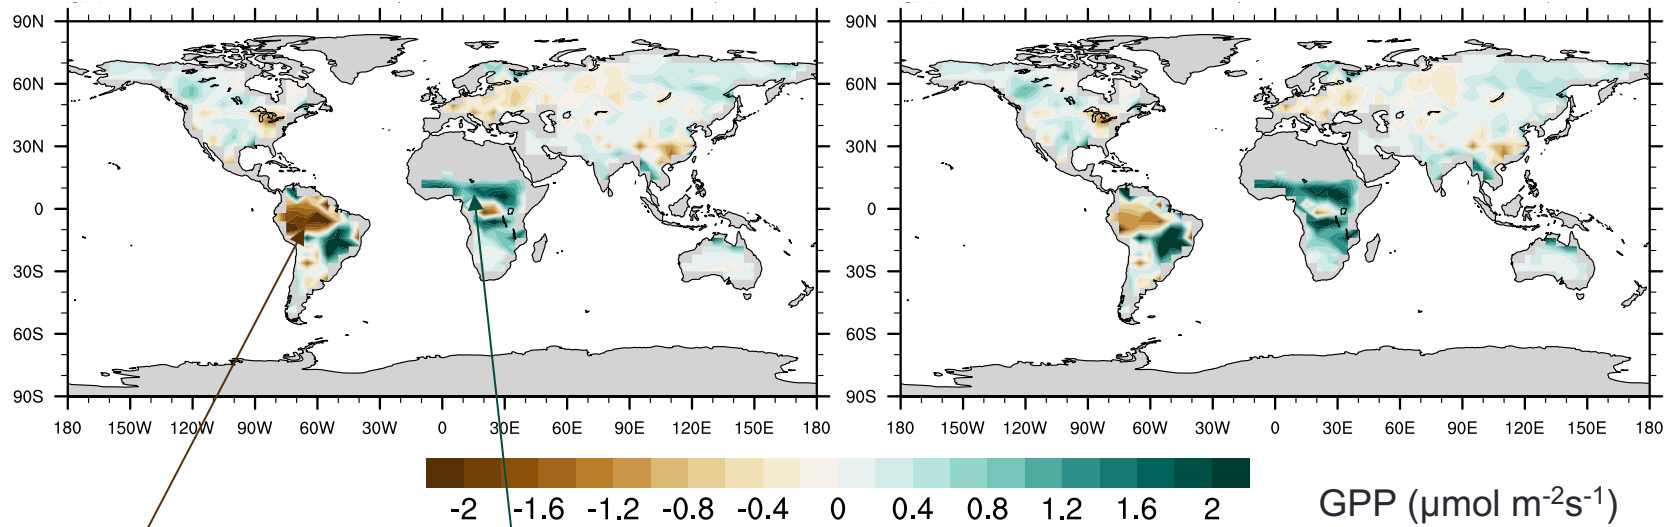 90N
60N
30N
0
30S
60S
90S
180 150W 120W 90W 60W 30W 0 30E 60E 90E 120E 150E 180
90N
60N
30N
0
30S
60S
90S
180 150W 120W 90W 60W 30W 0 30E 60E 90E 120E 150E 180
-2 -1.6 -1.2 -0.8 -0.4 0 0.4 0.8 1.2 1.6 2
GPP (µmol m⁻²s⁻¹)